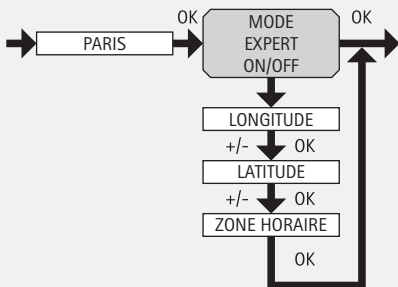 OK
OK
PARIS
MODE
EXPERT
ON/OFF
LONGITUDE
+/- OK
LATITUDE
+/- OK
ZONE HORAIRE
OK